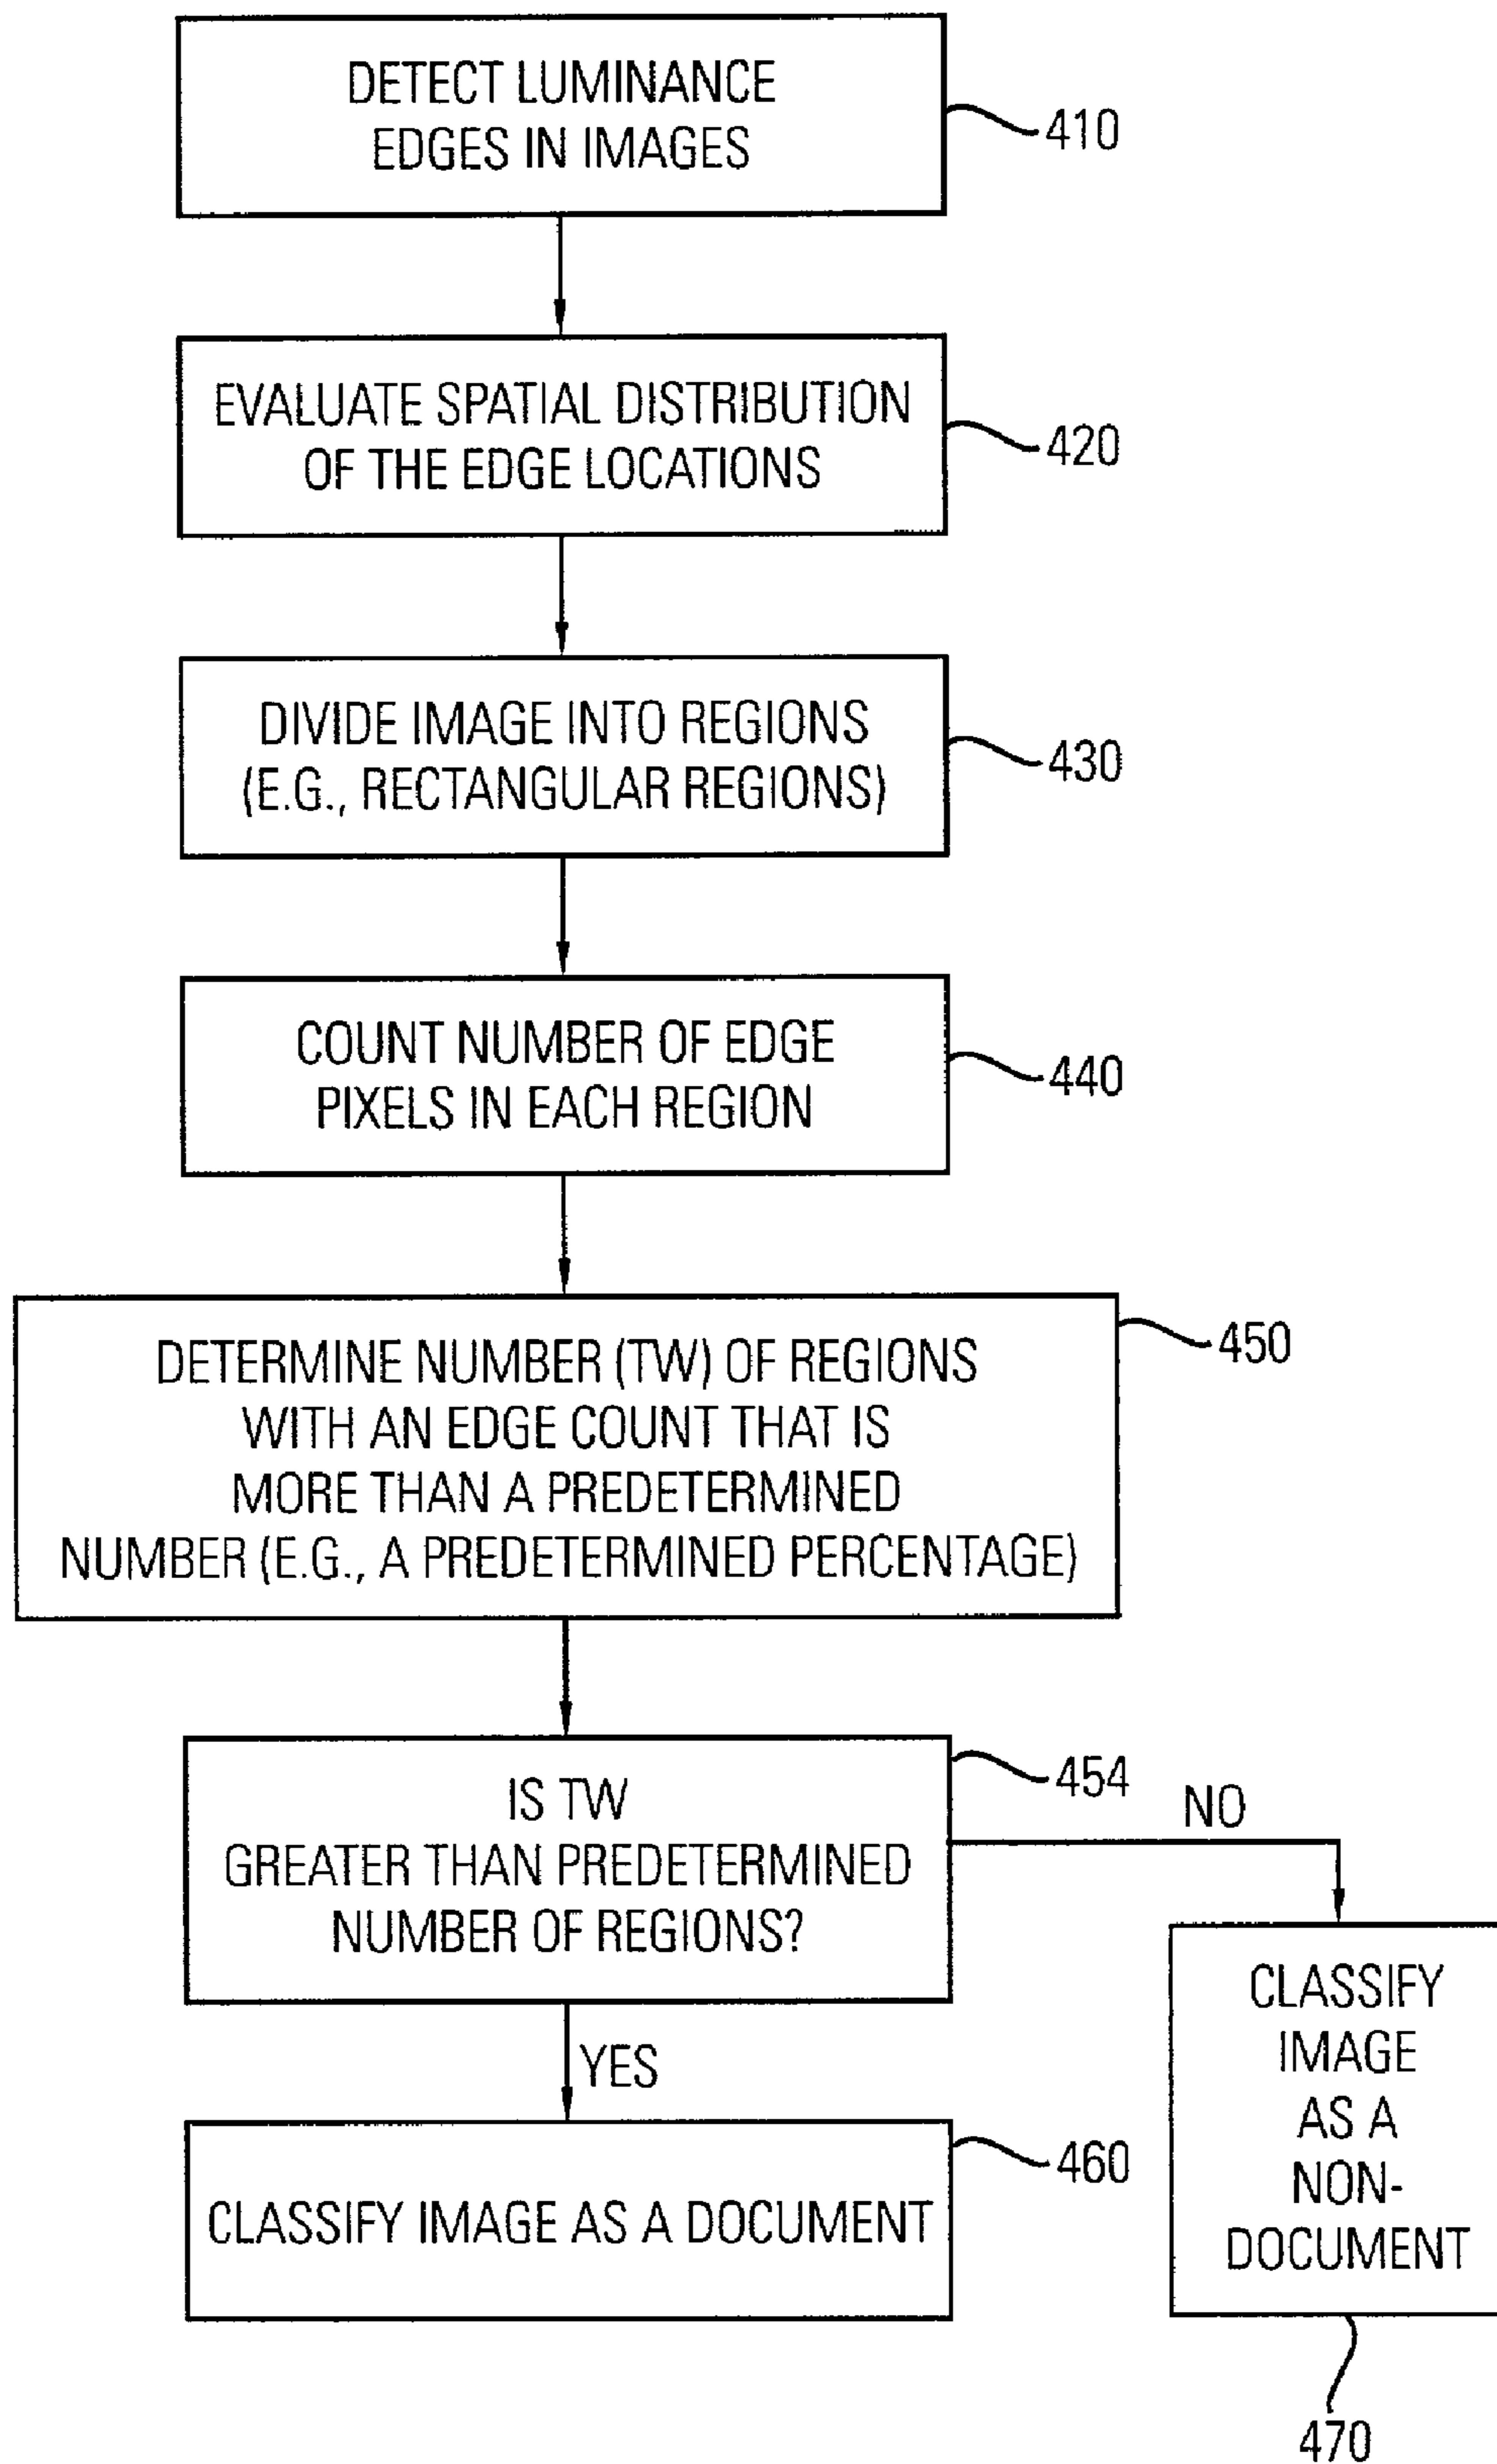 DETECT LUMINANCE
EDGES IN IMAGES
410
EVALUATE SPATIAL DISTRIBUTION
OF THE EDGE LOCATIONS
420
DIVIDE IMAGE INTO REGIONS
(E.G., RECTANGULAR REGIONS)
430
COUNT NUMBER OF EDGE
PIXELS IN EACH REGION
440
DETERMINE NUMBER (TW) OF REGIONS
WITH AN EDGE COUNT THAT IS
MORE THAN A PREDETERMINED
NUMBER (E.G., A PREDETERMINED PERCENTAGE)
450
IS TW
GREATER THAN PREDETERMINED
NUMBER OF REGIONS?
454
NO
YES
CLASSIFY IMAGE AS A DOCUMENT
460
CLASSIFY
IMAGE
AS A
NON-
DOCUMENT
470